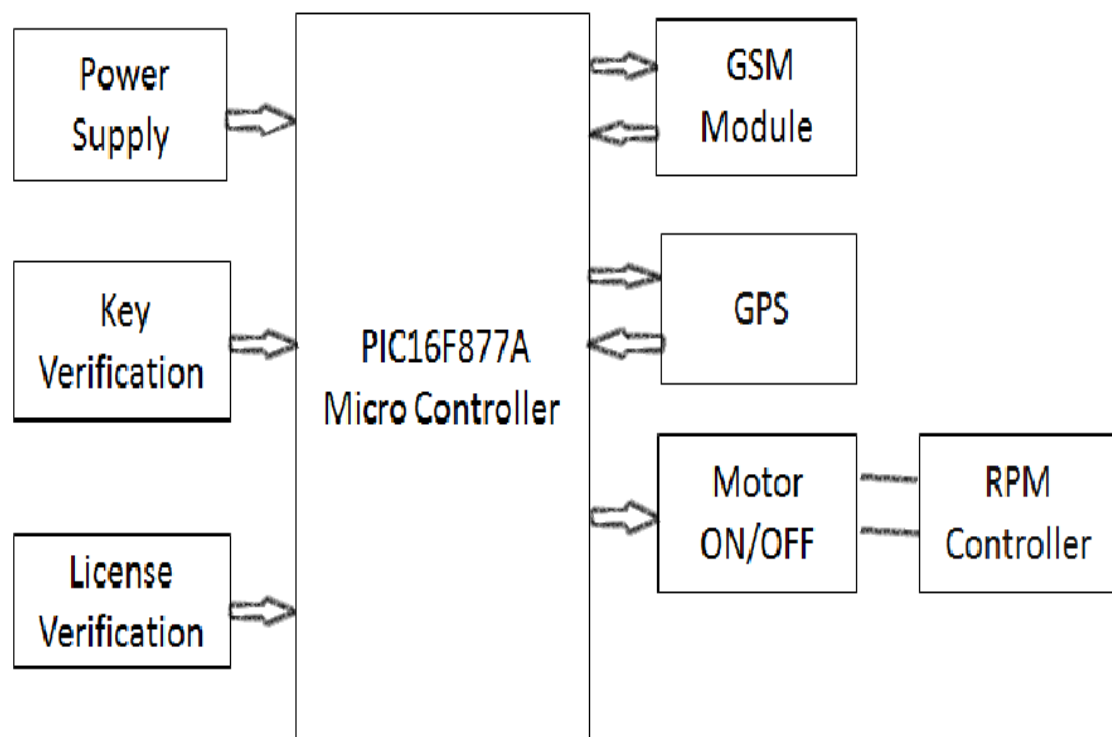 Power
Supply
Key
Verification
License
Verification
PIC16F877A
Micro Controller
GSM
Module
GPS
Motor
ON/OFF
RPM
Controller